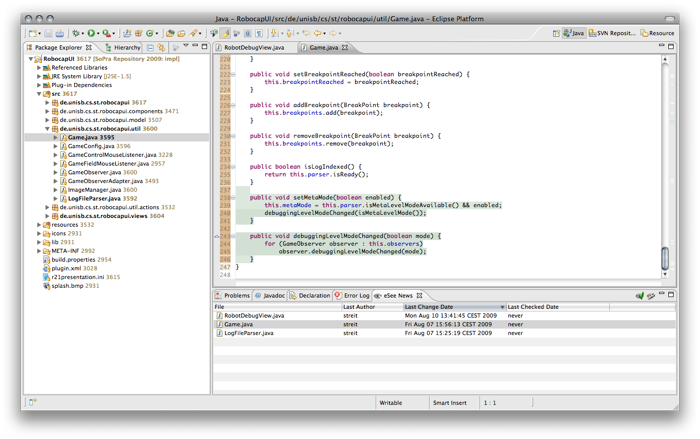 Java – RobocapUI/src/de/unisb/cs/st/robocapui/util/Game.java – Eclipse Platform
Java
SVN Reposit...
Resource
Package Explorer
Hierarchy
RobocapUI 3617 [SoPra Repository 2009: impl]
Referenced Libraries
JRE System Library [J2SE-1.5]
Plug-in Dependencies
src 3617
de.unisb.cs.st.robocapui 3617
de.unisb.cs.st.robocapui.components 3471
de.unisb.cs.st.robocapui.model 3507
de.unisb.cs.st.robocapui.util 3600
Game.java 3595
GameConfig.java 3596
GameControlMouseListener.java 3228
GameFieldMouseListener.java 2957
GameObserver.java 3600
GameObserverAdapter.java 3493
ImageManager.java 3600
LogFileParser.java 3592
de.unisb.cs.st.robocapui.util.actions 3532
de.unisb.cs.st.robocapui.views 3604
resources 3532
icons 2931
lib 2931
META-INF 2992
build.properties 2954
plugin.xml 3028
r21presentation.ini 3615
splash.bmp 2931
RobotDebugView.java
Game.java
220 }
221
222 public void setBreakpointReached(boolean breakpointReached) {
223 this.breakpointReached = breakpointReached;
224 }
225
226 public void addBreakpoint(BreakPoint breakpoint) {
227 this.breakpoints.add(breakpoint);
228 }
229
230 public void removeBreakpoint(BreakPoint breakpoint) {
231 this.breakpoints.remove(breakpoint);
232 }
233
234 public boolean isLogIndexed() {
235 return this.parser.isReady();
236 }
237
238 public void setMetaMode(boolean enabled) {
239 this.metaMode = this.parser.isMetaLevelModeAvailable() && enabled;
240 debuggingLevelModeChanged(isMetaLevelMode());
241 }
242
243 public void debuggingLevelModeChanged(boolean mode) {
244 for (GameObserver observer : this.observers)
245 observer.debuggingLevelModeChanged(mode);
246 }
247 }
248
Problems
Javadoc
Declaration
Error Log
eSee News
File Last Author Last Change Date Last Checked Date
RobotDebugView.java streit Mon Aug 10 13:41:45 CEST 2009 never
Game.java streit Fri Aug 07 15:56:13 CEST 2009 never
LogFileParser.java streit Fri Aug 07 15:25:19 CEST 2009 never
Writable Smart Insert 1 : 1